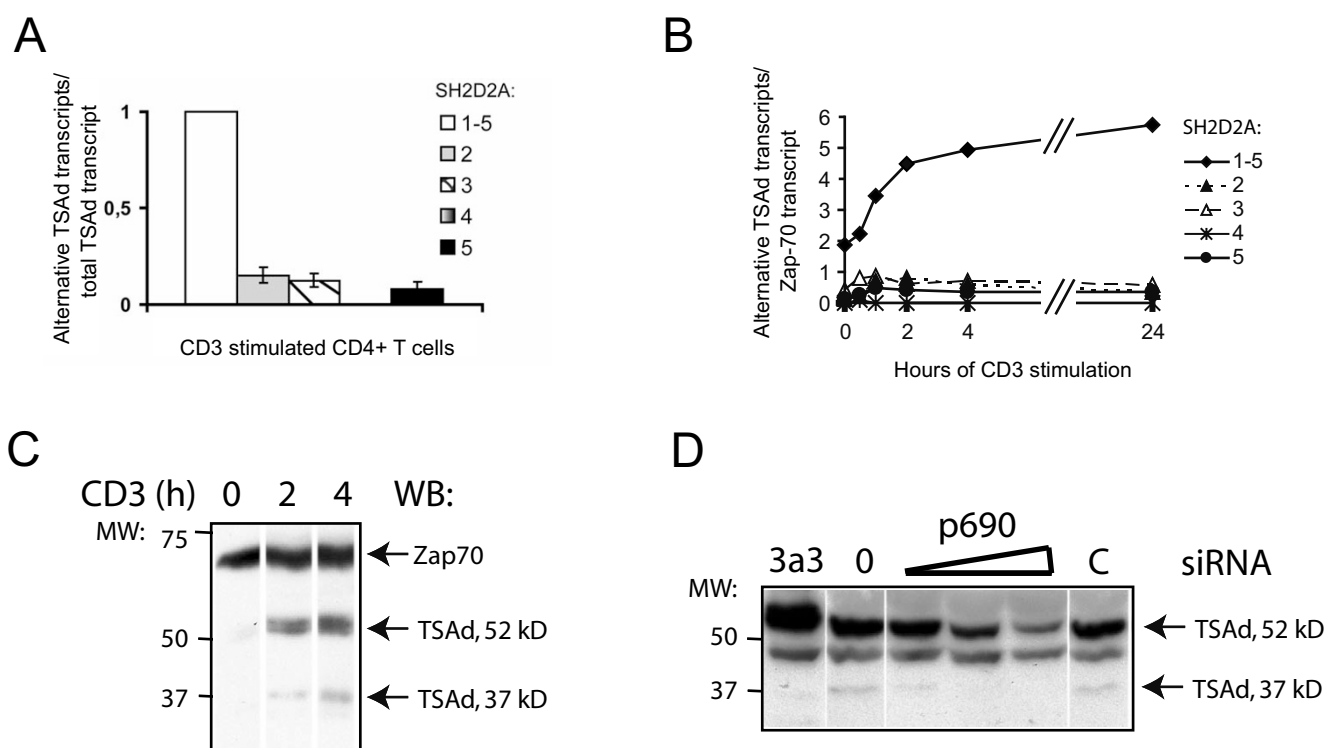 A
Alternative TSAd transcripts/
total TSAd transcript
1
0,5
0
SH2D2A:
1-5
2
3
4
5
CD3 stimulated CD4+ T cells
B
Alternative TSAd transcripts/
Zap-70 transcript
6
5
4
3
2
1
0
0 2 4 24
Hours of CD3 stimulation
SH2D2A:
1-5
2
3
4
5
C
CD3 (h) 0 2 4 WB:
MW: 75
50
37
Zap70
TSAd, 52 kD
TSAd, 37 kD
D
p690
3a3 0 C siRNA
MW:
50
37
TSAd, 52 kD
TSAd, 37 kD